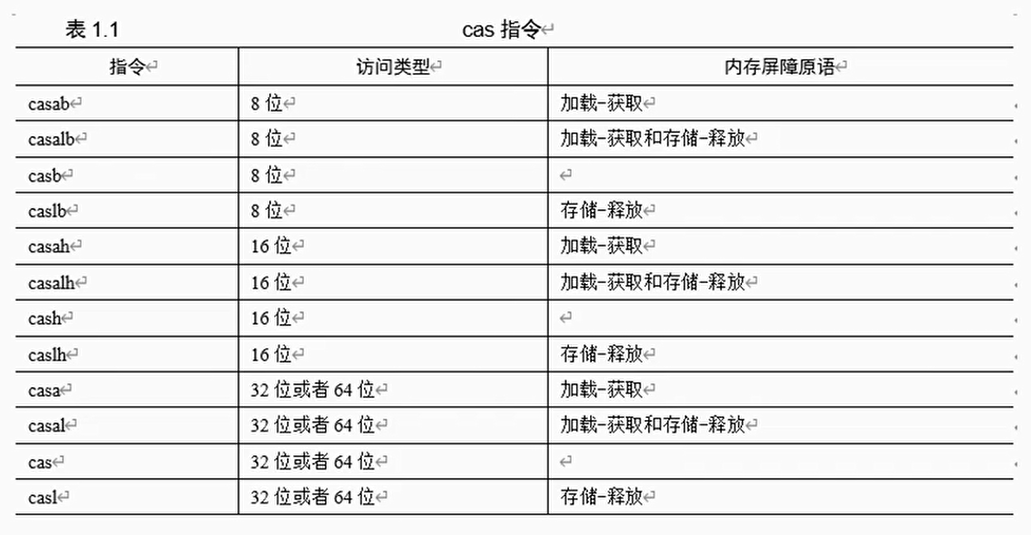 表 1.1 cas 指令↵
指令↵ 访问类型↵ 内存屏障原语↵
casab↵ 8 位↵ 加载-获取↵
casalb↵ 8 位↵ 加载-获取和存储-释放↵
casb↵ 8 位↵ ↵
caslb↵ 8 位↵ 存储-释放↵
casah↵ 16 位↵ 加载-获取↵
casalh↵ 16 位↵ 加载-获取和存储-释放↵
cash↵ 16 位↵ ↵
caslh↵ 16 位↵ 存储-释放↵
casa↵ 32 位或者 64 位↵ 加载-获取↵
casal↵ 32 位或者 64 位↵ 加载-获取和存储-释放↵
cas↵ 32 位或者 64 位↵ ↵
casl↵ 32 位或者 64 位↵ 存储-释放↵